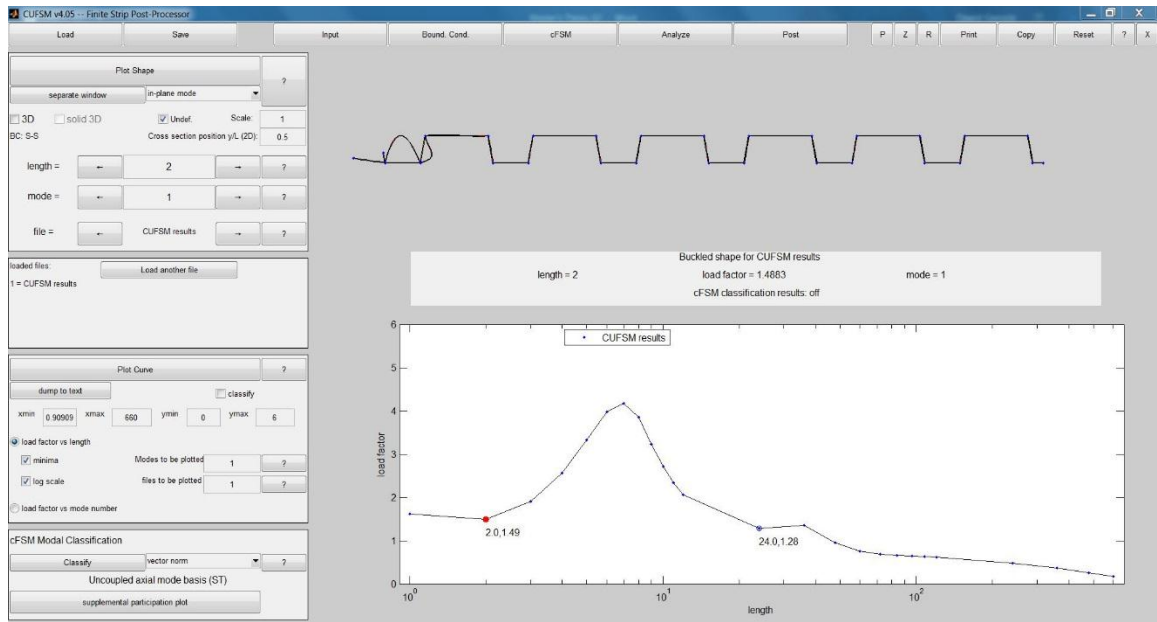 CUFSM v4.05 -- Finite Strip Post-Processor
Load Save Input Bound. Cond. cFSM Analyze Post P Z R Print Copy Reset ? X
Plot Shape ?
separate window in-plane mode
3D solid 3D Undef. Scale: 1
BC: S-S Cross section position y/L (2D): 0.5
length = ← 2 → ?
mode = ← 1 → ?
file = ← CUFSM results → ?
loaded files: Load another file
1 = CUFSM results
Buckled shape for CUFSM results
length = 2 load factor = 1.4883 mode = 1
cFSM classification results: off
Plot Curve ?
dump to text classify
xmin 0.90909 xmax 660 ymin 0 ymax 6
load factor vs length
minima Modes to be plotted 1 ?
log scale files to be plotted 1 ?
load factor vs mode number
cFSM Modal Classification
Classify vector norm ?
Uncoupled axial mode basis (ST)
supplemental participation plot
CUFSM results
6
5
4
3
2
1
0
load factor
2.0,1.49
24.0,1.28
10⁰ 10¹ 10²
length